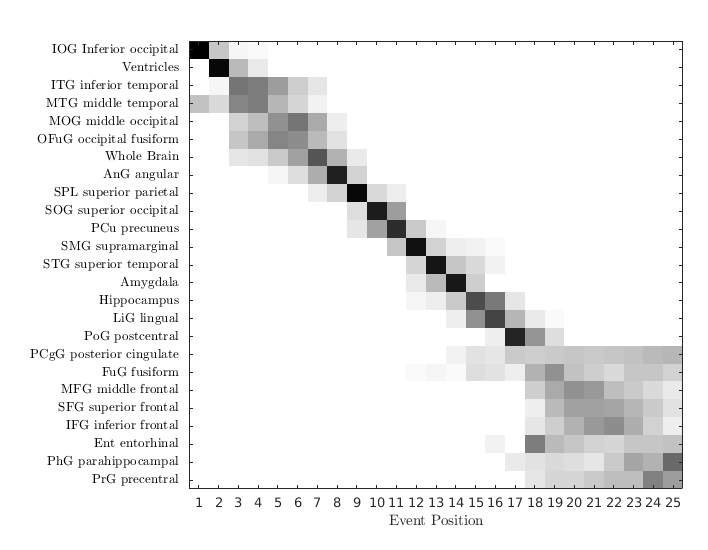 IOG Inferior occipital
Ventricles
ITG inferior temporal
MTG middle temporal
MOG middle occipital
OFuG occipital fusiform
Whole Brain
AnG angular
SPL superior parietal
SOG superior occipital
PCu precuneus
SMG supramarginal
STG superior temporal
Amygdala
Hippocampus
LiG lingual
PoG postcentral
PCgG posterior cingulate
FuG fusiform
MFG middle frontal
SFG superior frontal
IFG inferior frontal
Ent entorhinal
PhG parahippocampal
PrG precentral
1 2 3 4 5 6 7 8 9 10 11 12 13 14 15 16 17 18 19 20 21 22 23 24 25
Event Position